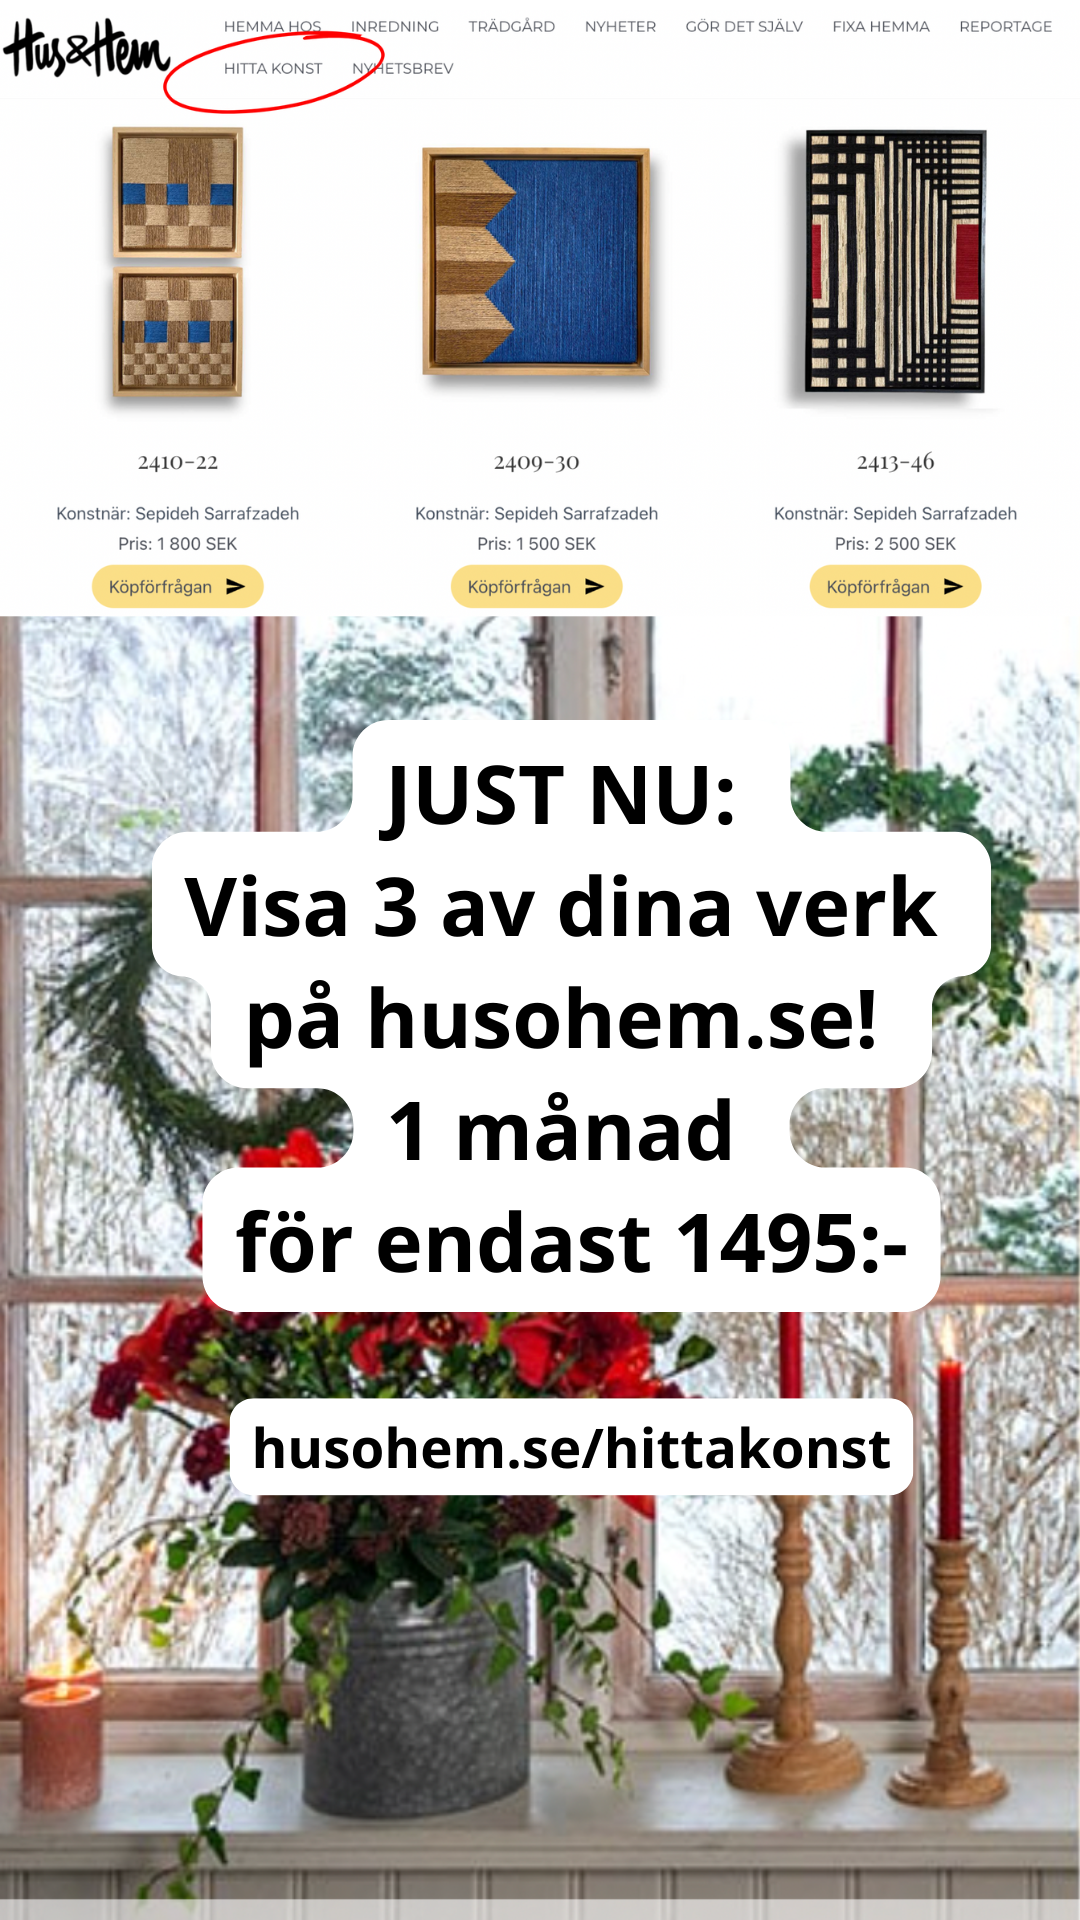 Hus&Hem
HEMMA HOS INREDNING TRÄDGÅRD NYHETER GÖR DET SJÄLV FIXA HEMMA REPORTAGE
HITTA KONST NYHETSBREV
2410-22 2409-30 2413-46
Konstnär: Sepideh Sarrafzadeh Konstnär: Sepideh Sarrafzadeh Konstnär: Sepideh Sarrafzadeh
Pris: 1 800 SEK Pris: 1 500 SEK Pris: 2 500 SEK
Köpförfrågan Köpförfrågan Köpförfrågan
JUST NU:
Visa 3 av dina verk
på husohem.se!
1 månad
för endast 1495:-
husohem.se/hittakonst